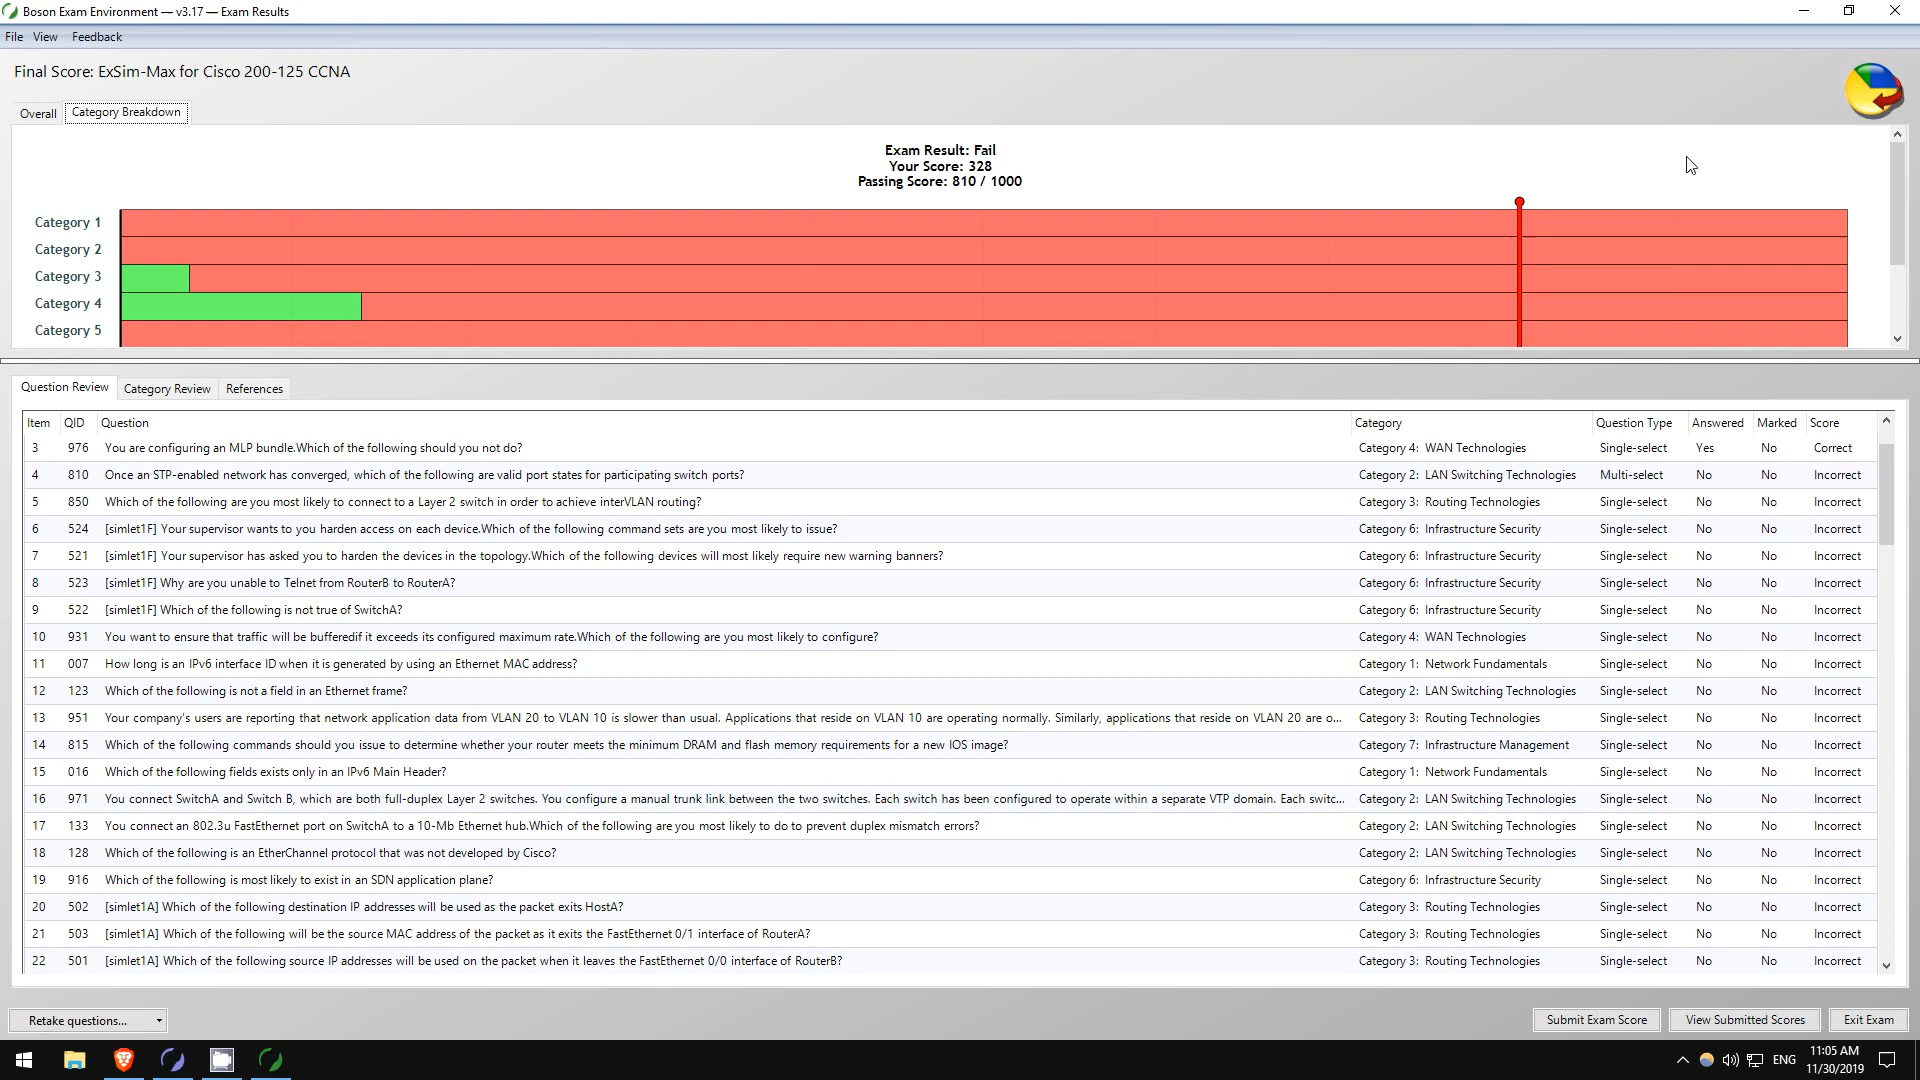 Boson Exam Environment — v3.17 — Exam Results
File View Feedback
Final Score: ExSim-Max for Cisco 200-125 CCNA
Overall Category Breakdown
Exam Result: Fail
Your Score: 328
Passing Score: 810 / 1000
Category 1
Category 2
Category 3
Category 4
Category 5
Question Review Category Review References
Item QID Question Category Question Type Answered Marked Score
3 976 You are configuring an MLP bundle.Which of the following should you not do? Category 4: WAN Technologies Single-select Yes No Correct
4 810 Once an STP-enabled network has converged, which of the following are valid port states for participating switch ports? Category 2: LAN Switching Technologies Multi-select No No Incorrect
5 850 Which of the following are you most likely to connect to a Layer 2 switch in order to achieve interVLAN routing? Category 3: Routing Technologies Single-select No No Incorrect
6 524 [simlet1F] Your supervisor wants to you harden access on each device.Which of the following command sets are you most likely to issue? Category 6: Infrastructure Security Single-select No No Incorrect
7 521 [simlet1F] Your supervisor has asked you to harden the devices in the topology.Which of the following devices will most likely require new warning banners? Category 6: Infrastructure Security Single-select No No Incorrect
8 523 [simlet1F] Why are you unable to Telnet from RouterB to RouterA? Category 6: Infrastructure Security Single-select No No Incorrect
9 522 [simlet1F] Which of the following is not true of SwitchA? Category 6: Infrastructure Security Single-select No No Incorrect
10 931 You want to ensure that traffic will be bufferedif it exceeds its configured maximum rate.Which of the following are you most likely to configure? Category 4: WAN Technologies Single-select No No Incorrect
11 007 How long is an IPv6 interface ID when it is generated by using an Ethernet MAC address? Category 1: Network Fundamentals Single-select No No Incorrect
12 123 Which of the following is not a field in an Ethernet frame? Category 2: LAN Switching Technologies Single-select No No Incorrect
13 951 Your company's users are reporting that network application data from VLAN 20 to VLAN 10 is slower than usual. Applications that reside on VLAN 10 are operating normally. Similarly, applications that reside on VLAN 20 are o... Category 3: Routing Technologies Single-select No No Incorrect
14 815 Which of the following commands should you issue to determine whether your router meets the minimum DRAM and flash memory requirements for a new IOS image? Category 7: Infrastructure Management Single-select No No Incorrect
15 016 Which of the following fields exists only in an IPv6 Main Header? Category 1: Network Fundamentals Single-select No No Incorrect
16 971 You connect SwitchA and Switch B, which are both full-duplex Layer 2 switches. You configure a manual trunk link between the two switches. Each switch has been configured to operate within a separate VTP domain. Each switc... Category 2: LAN Switching Technologies Single-select No No Incorrect
17 133 You connect an 802.3u FastEthernet port on SwitchA to a 10-Mb Ethernet hub.Which of the following are you most likely to do to prevent duplex mismatch errors? Category 2: LAN Switching Technologies Single-select No No Incorrect
18 128 Which of the following is an EtherChannel protocol that was not developed by Cisco? Category 2: LAN Switching Technologies Single-select No No Incorrect
19 916 Which of the following is most likely to exist in an SDN application plane? Category 6: Infrastructure Security Single-select No No Incorrect
20 502 [simlet1A] Which of the following destination IP addresses will be used as the packet exits HostA? Category 3: Routing Technologies Single-select No No Incorrect
21 503 [simlet1A] Which of the following will be the source MAC address of the packet as it exits the FastEthernet 0/1 interface of RouterA? Category 3: Routing Technologies Single-select No No Incorrect
22 501 [simlet1A] Which of the following source IP addresses will be used on the packet when it leaves the FastEthernet 0/0 interface of RouterB? Category 3: Routing Technologies Single-select No No Incorrect
Retake questions... Submit Exam Score View Submitted Scores Exit Exam
ENG 11:05 AM
11/30/2019